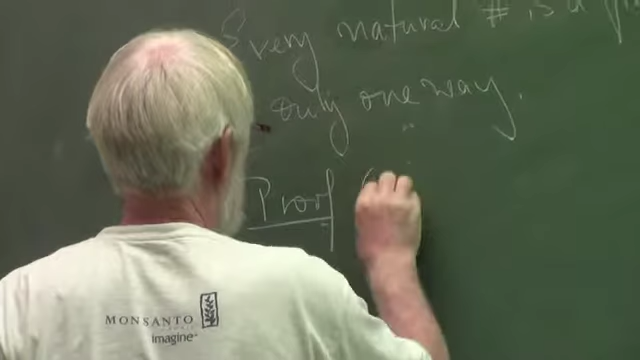 Every natural # is a
only one way.
Proof
MONSANTO
imagine